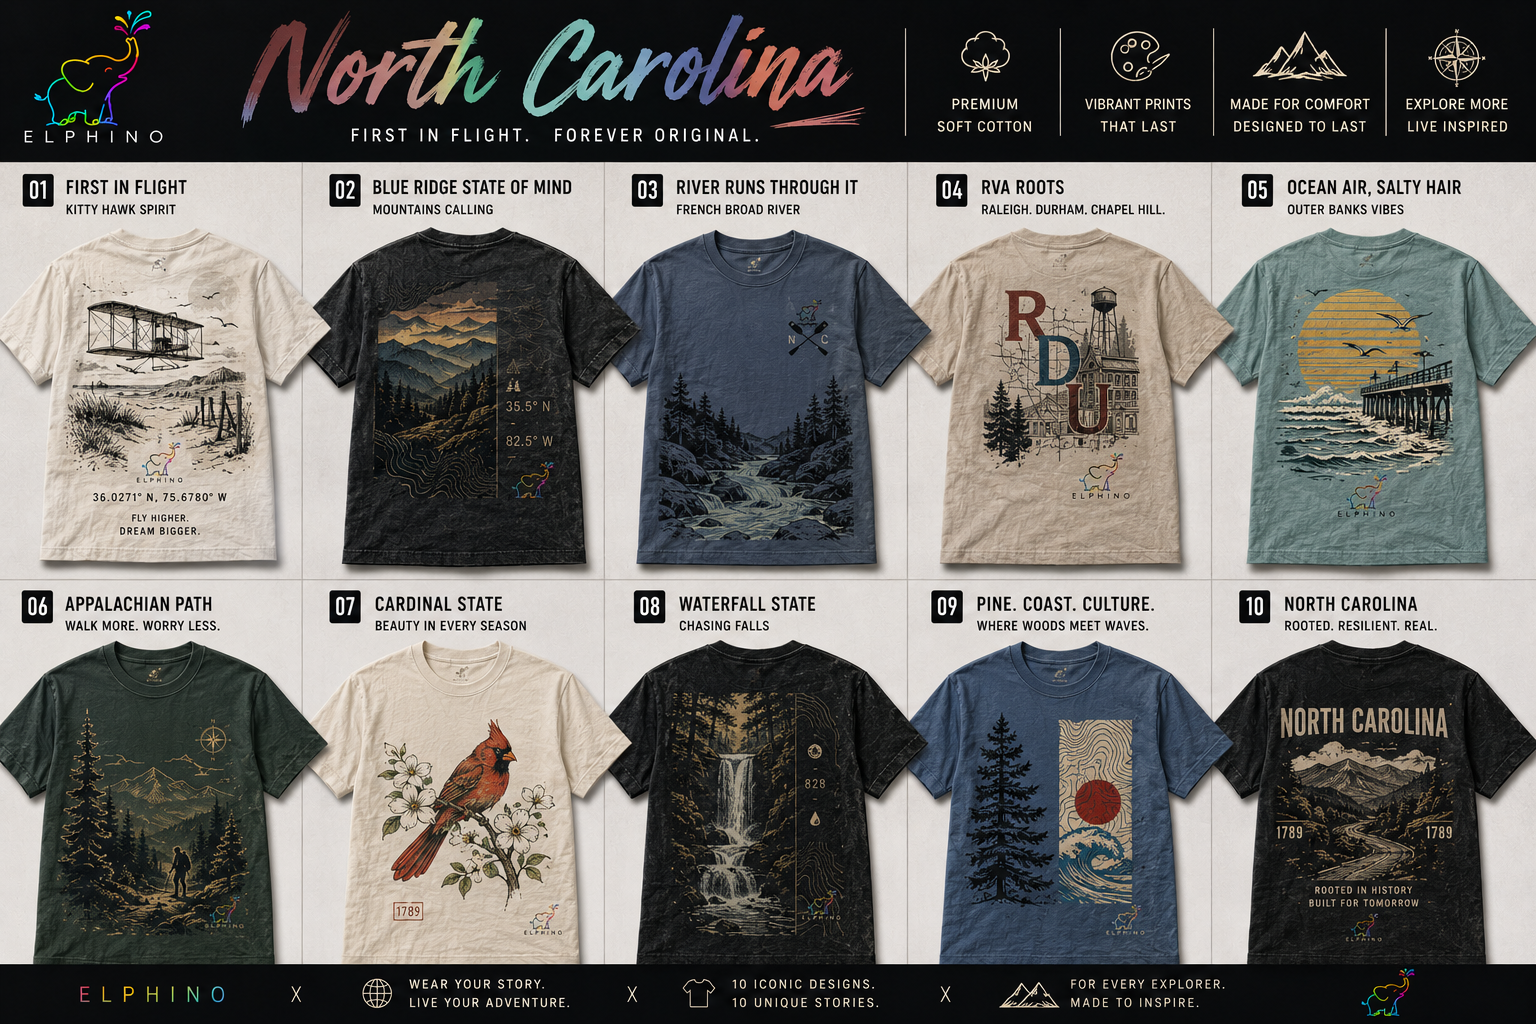 ELPHINO
North Carolina
FIRST IN FLIGHT. FOREVER ORIGINAL.
PREMIUM
SOFT COTTON
VIBRANT PRINTS
THAT LAST
MADE FOR COMFORT
DESIGNED TO LAST
EXPLORE MORE
LIVE INSPIRED
01 FIRST IN FLIGHT
KITTY HAWK SPIRIT
ELPHINO
36.0271° N, 75.6780° W
FLY HIGHER.
DREAM BIGGER.
02 BLUE RIDGE STATE OF MIND
MOUNTAINS CALLING
35.5° N
-
82.5° W
03 RIVER RUNS THROUGH IT
FRENCH BROAD RIVER
N C
04 RVA ROOTS
RALEIGH. DURHAM. CHAPEL HILL.
R
D
U
ELPHINO
05 OCEAN AIR, SALTY HAIR
OUTER BANKS VIBES
ELPHINO
06 APPALACHIAN PATH
WALK MORE. WORRY LESS.
ELPHINO
07 CARDINAL STATE
BEAUTY IN EVERY SEASON
1789
ELPHINO
08 WATERFALL STATE
CHASING FALLS
828
ELPHINO
09 PINE. COAST. CULTURE.
WHERE WOODS MEET WAVES.
ELPHINO
10 NORTH CAROLINA
ROOTED. RESILIENT. REAL.
NORTH CAROLINA
1789 1789
ROOTED IN HISTORY
BUILT FOR TOMORROW
ELPHINO
ELPHINO
X
WEAR YOUR STORY.
LIVE YOUR ADVENTURE.
X
10 ICONIC DESIGNS.
10 UNIQUE STORIES.
X
FOR EVERY EXPLORER.
MADE TO INSPIRE.